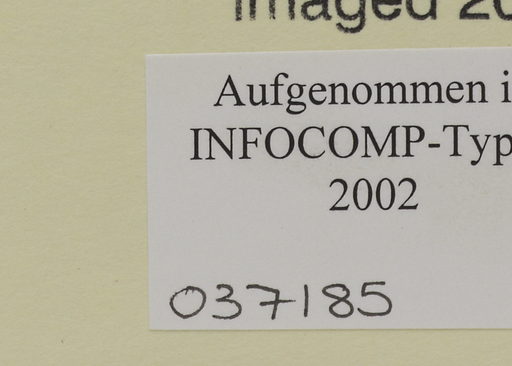 Imaged 20
Aufgenommen i
INFOCOMP-Typ
2002
037185